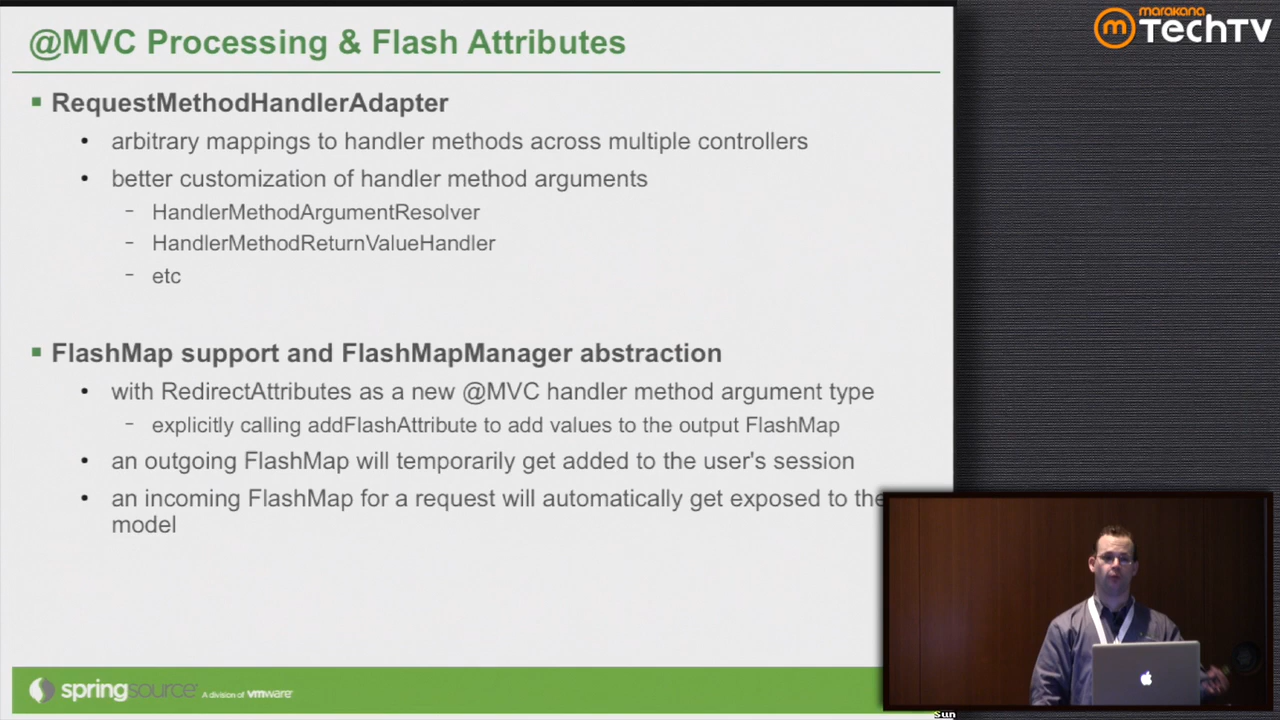 @MVC Processing & Flash Attributes
marakana
TechTV
RequestMethodHandlerAdapter
• arbitrary mappings to handler methods across multiple controllers
• better customization of handler method arguments
- HandlerMethodArgumentResolver
- HandlerMethodReturnValueHandler
- etc
FlashMap support and FlashMapManager abstraction
• with RedirectAttributes as a new @MVC handler method argument type
- explicitly calling addFlashAttribute to add values to the output FlashMap
• an outgoing FlashMap will temporarily get added to the user's session
• an incoming FlashMap for a request will automatically get exposed to the
model
springsource A division of vmware
Sun